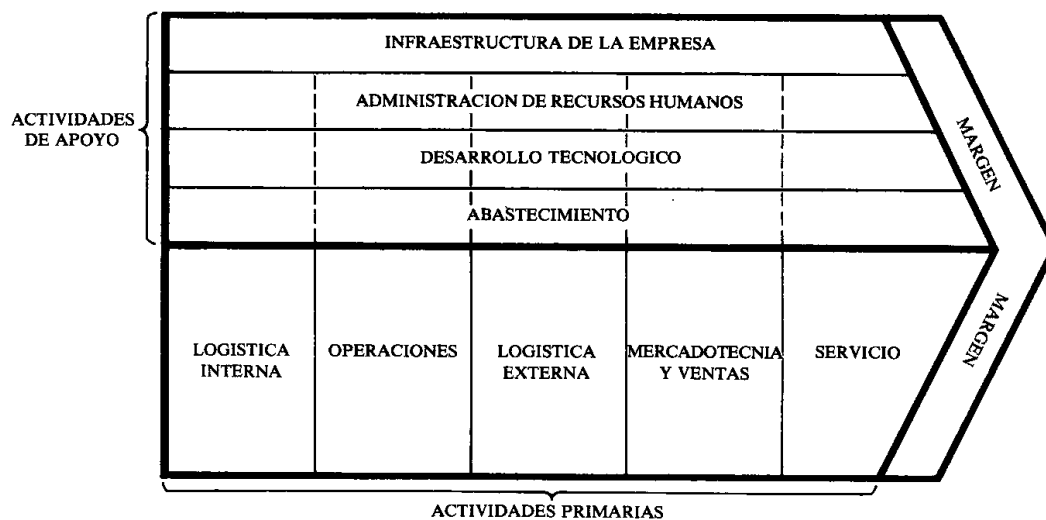 INFRAESTRUCTURA DE LA EMPRESA
ADMINISTRACION DE RECURSOS HUMANOS
ACTIVIDADES
DE APOYO
DESARROLLO TECNOLOGICO
ABASTECIMIENTO
MARGEN
LOGISTICA
INTERNA
OPERACIONES
LOGISTICA
EXTERNA
MERCADOTECNIA
Y VENTAS
SERVICIO
MARGEN
ACTIVIDADES PRIMARIAS